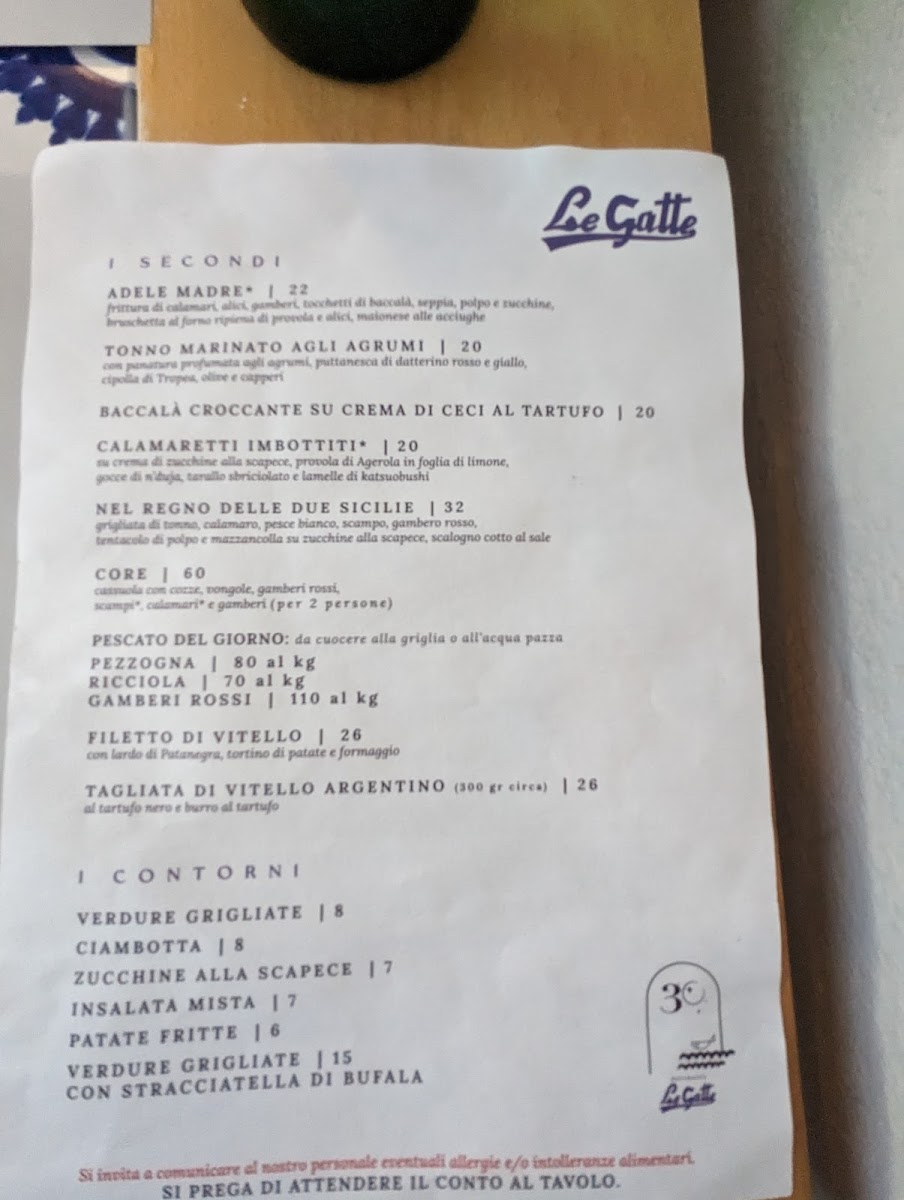 Le Gatte
I SECONDI
ADELE MADRE* | 22
frittura di calamari, alici, gamberi, tocchetti di baccalà, seppia, polpo e zucchine,
bruschetta al forno ripiena di provola e alici, maionese alle acciughe
TONNO MARINATO AGLI AGRUMI | 20
con panatura profumata agli agrumi, puttanesca di datterino rosso e giallo,
cipolla di Tropea, olive e capperi
BACCALÀ CROCCANTE SU CREMA DI CECI AL TARTUFO | 20
CALAMARETTI IMBOTTITI* | 20
su crema di zucchine alla scapece, provola di Agerola in foglia di limone,
gocce di n'duja, tarallo sbriciolato e lamelle di katsuobushi
NEL REGNO DELLE DUE SICILIE | 32
grigliata di tonno, calamaro, pesce bianco, scampo, gambero rosso,
tentacolo di polpo e mazzancolla su zucchine alla scapece, scalogno cotto al sale
CORE | 60
cassuola con cozze, vongole, gamberi rossi,
scampi*, calamari* e gamberi (per 2 persone)
PESCATO DEL GIORNO: da cuocere alla griglia o all'acqua pazza
PEZZOGNA | 80 al kg
RICCIOLA | 70 al kg
GAMBERI ROSSI | 110 al kg
FILETTO DI VITELLO | 26
con lardo di Patanegra, tortino di patate e formaggio
TAGLIATA DI VITELLO ARGENTINO (300 gr circa) | 26
al tartufo nero e burro al tartufo
I CONTORNI
VERDURE GRIGLIATE | 8
CIAMBOTTA | 8
ZUCCHINE ALLA SCAPECE | 7
INSALATA MISTA | 7
PATATE FRITTE | 6
VERDURE GRIGLIATE | 15
CON STRACCIATELLA DI BUFALA
30
Le Gatte
Si invita a comunicare al nostro personale eventuali allergie e/o intolleranze alimentari.
SI PREGA DI ATTENDERE IL CONTO AL TAVOLO.